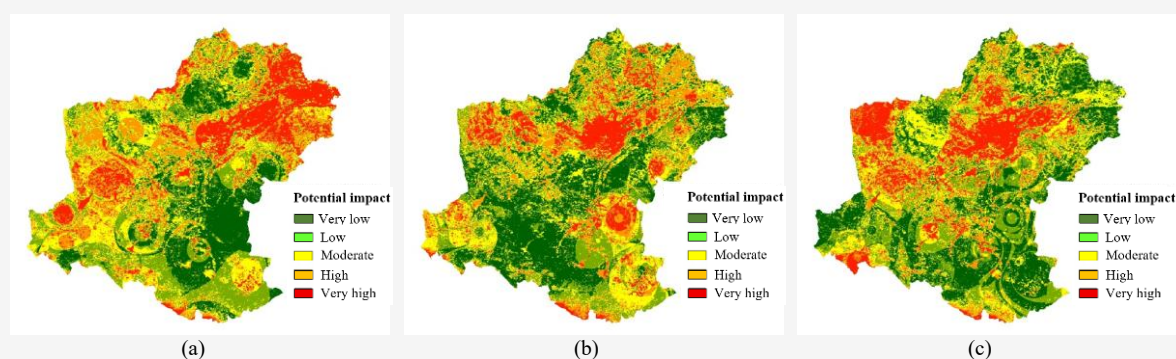 Potential impact
Very low
Low
Moderate
High
Very high
(a)
Potential impact
Very low
Low
Moderate
High
Very high
(b)
Potential impact
Very low
Low
Moderate
High
Very high
(c)